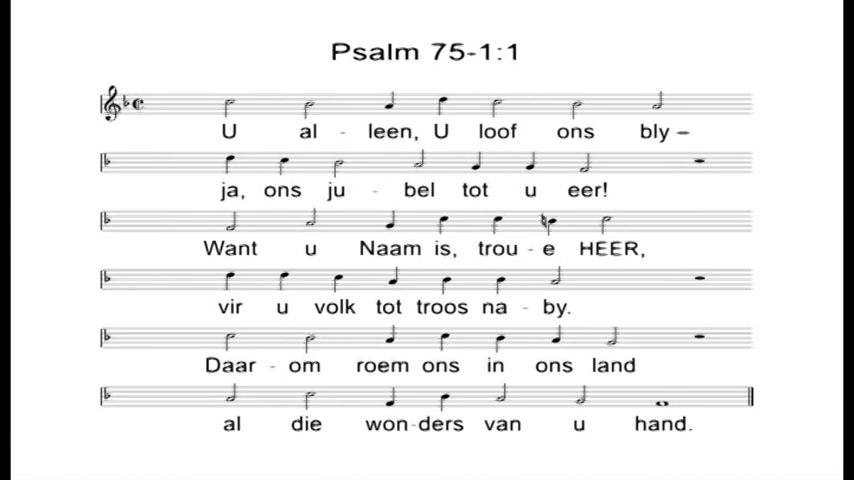 Psalm 75-1:1
U al - leen, U loof ons bly -
ja, ons ju - bel tot u eer!
Want u Naam is, trou - e HEER,
vir u volk tot troos na - by.
Daar - om roem ons in ons land
al die won - ders van u hand.